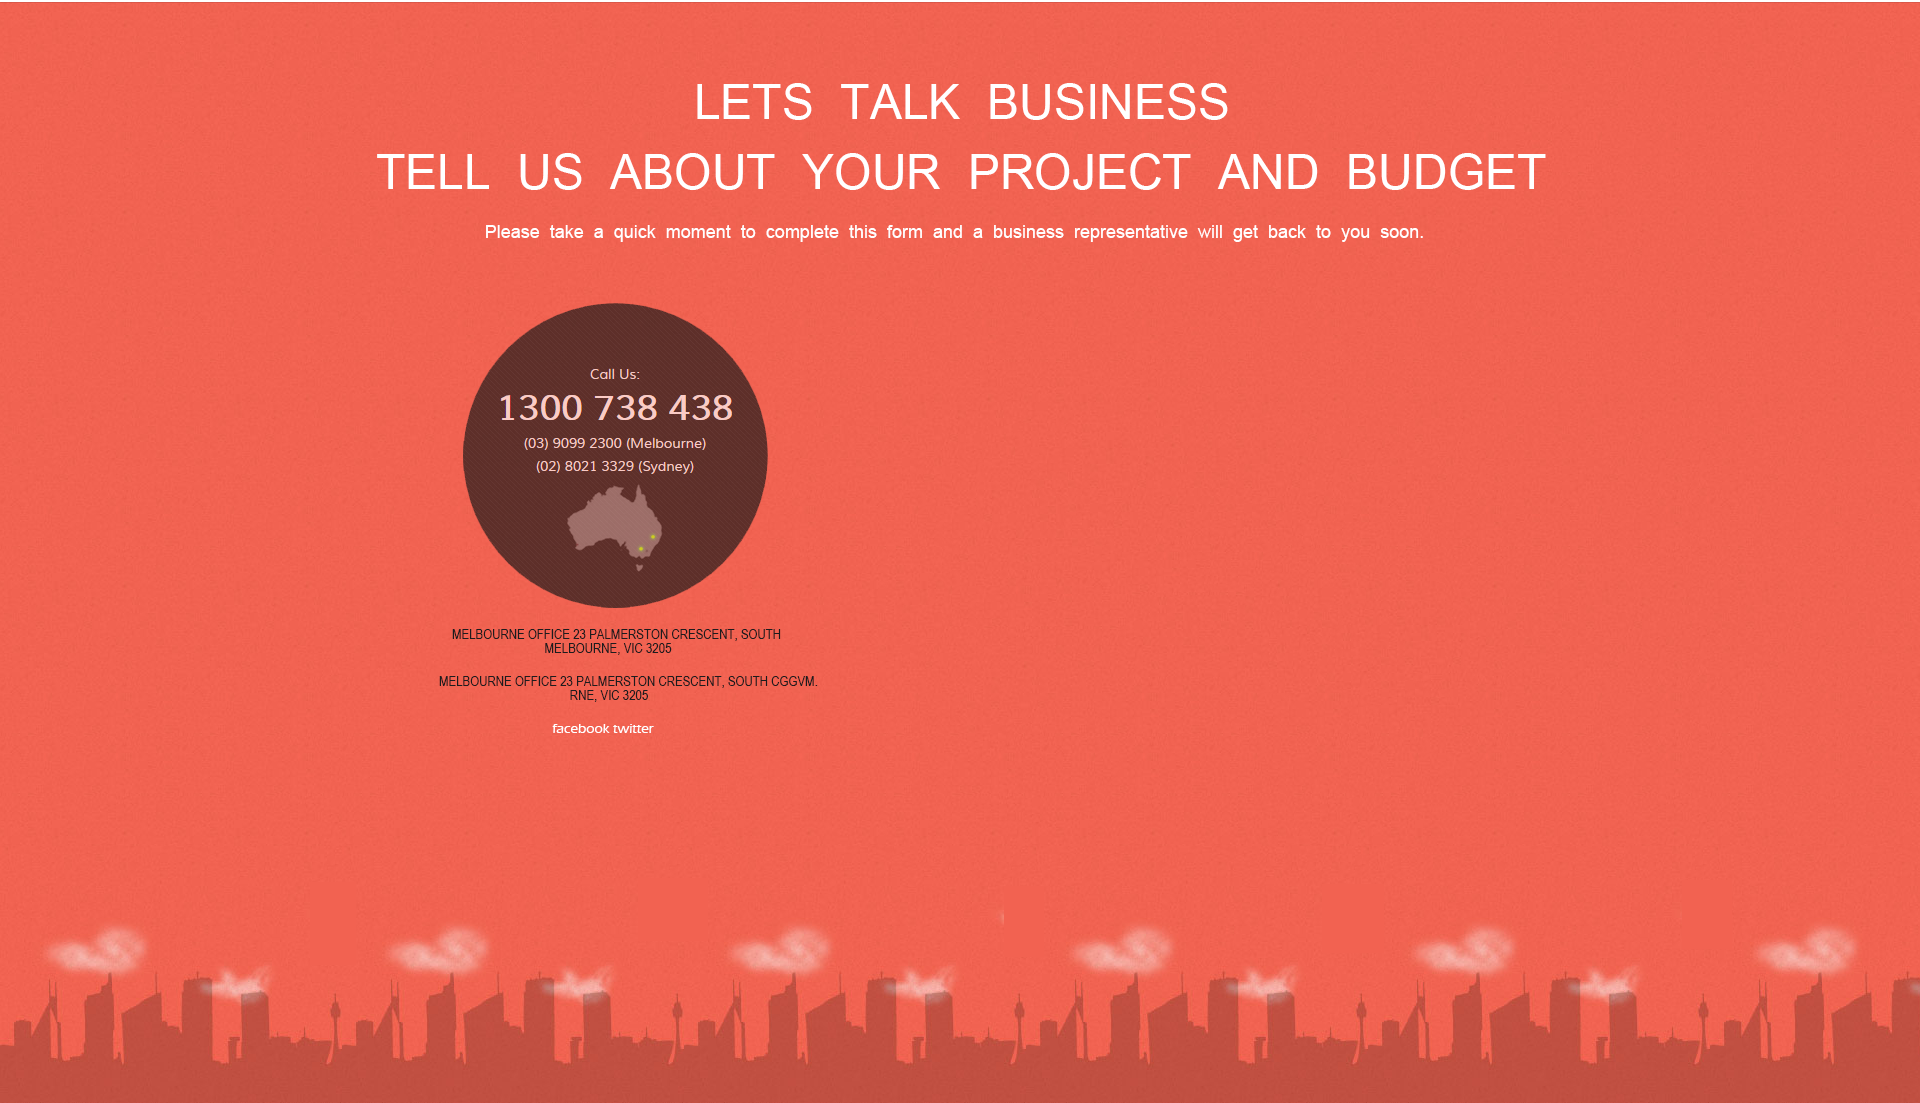 LETS TALK BUSINESS
TELL US ABOUT YOUR PROJECT AND BUDGET
Please take a quick moment to complete this form and a business representative will get back to you soon.
Call Us:
1300 738 438
(03) 9099 2300 (Melbourne)
(02) 8021 3329 (Sydney)
MELBOURNE OFFICE 23 PALMERSTON CRESCENT, SOUTH
MELBOURNE, VIC 3205
MELBOURNE OFFICE 23 PALMERSTON CRESCENT, SOUTH CGGVM.
RNE, VIC 3205
facebook twitter